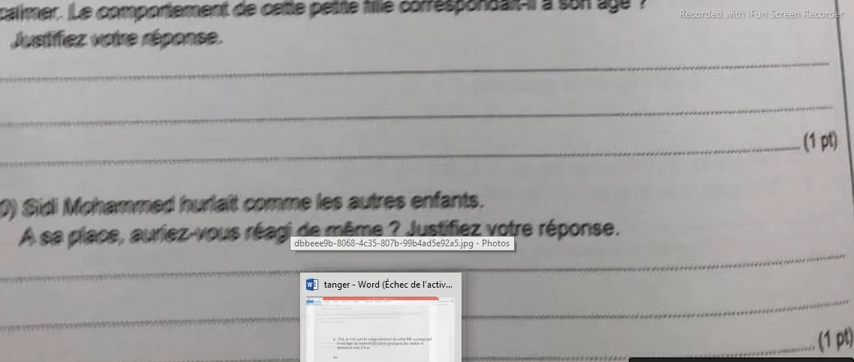 calmer. Le comportement de cette petite fille correspondait-il à son âge ?
Recorded with iFun Screen Recorder
Justifiez votre réponse.
(1 pt)
0) Sidi Mohammed hurlait comme les autres enfants.
A sa place, auriez-vous réagi de même ? Justifiez votre réponse.
dbbeee9b-8068-4c35-807b-99b4ad5e92a5.jpg - Photos
tanger - Word (Échec de l'activ...
(1 pt)